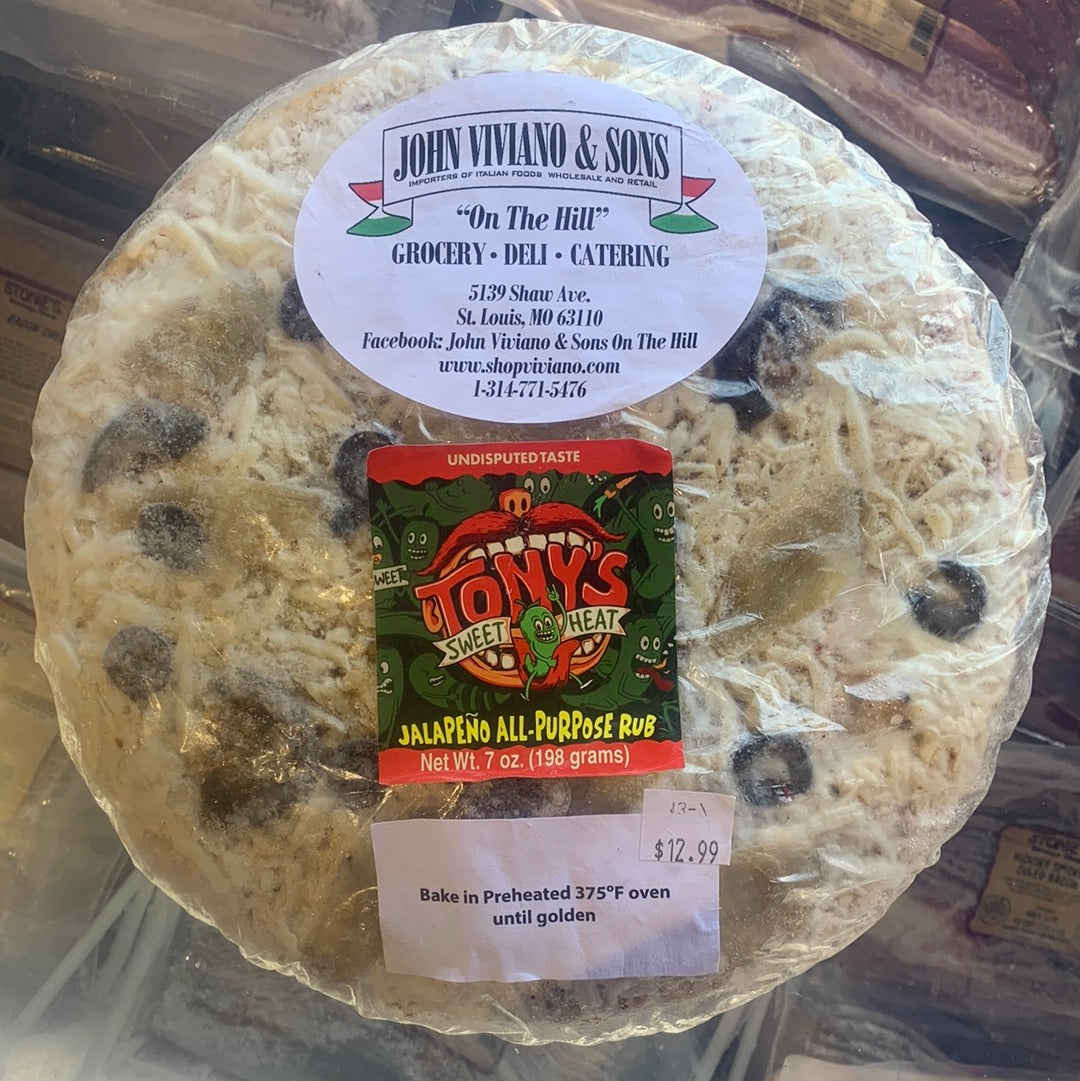 JOHN VIVIANO & SONS
IMPORTERS OF ITALIAN FOODS WHOLESALE AND RETAIL
“On The Hill”
GROCERY • DELI • CATERING
5139 Shaw Ave.
St. Louis, MO 63110
Facebook: John Viviano & Sons On The Hill
www.shopviviano.com
1-314-771-5476
UNDISPUTED TASTE
TONY'S
SWEET HEAT
JALAPEÑO ALL-PURPOSE RUB
Net Wt. 7 oz. (198 grams)
$12.99
Bake in Preheated 375ºF oven
until golden